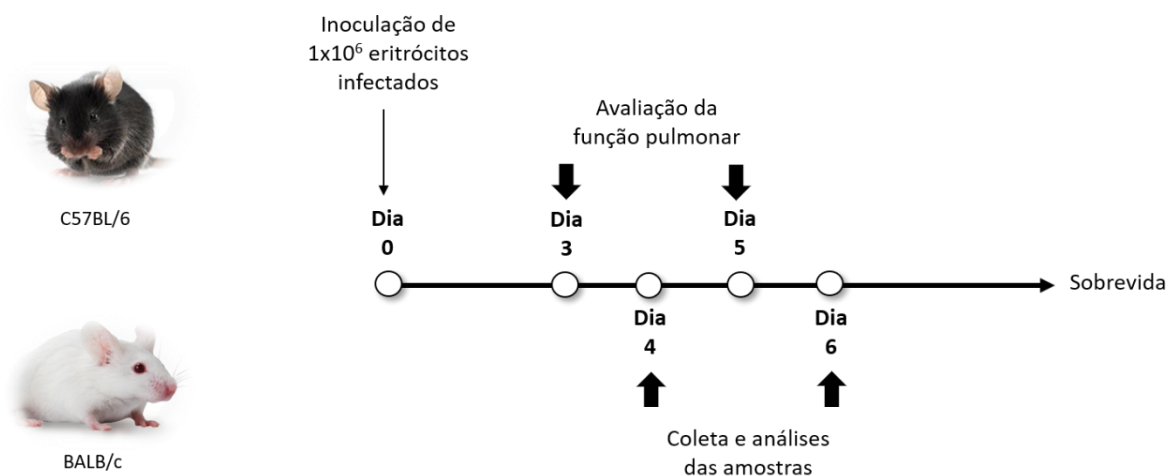 Inoculação de
1x10⁶ eritrócitos
infectados
Avaliação da
função pulmonar
C57BL/6
Dia
0
Dia
3
Dia
5
Sobrevida
Dia
4
Dia
6
Coleta e análises
das amostras
BALB/c